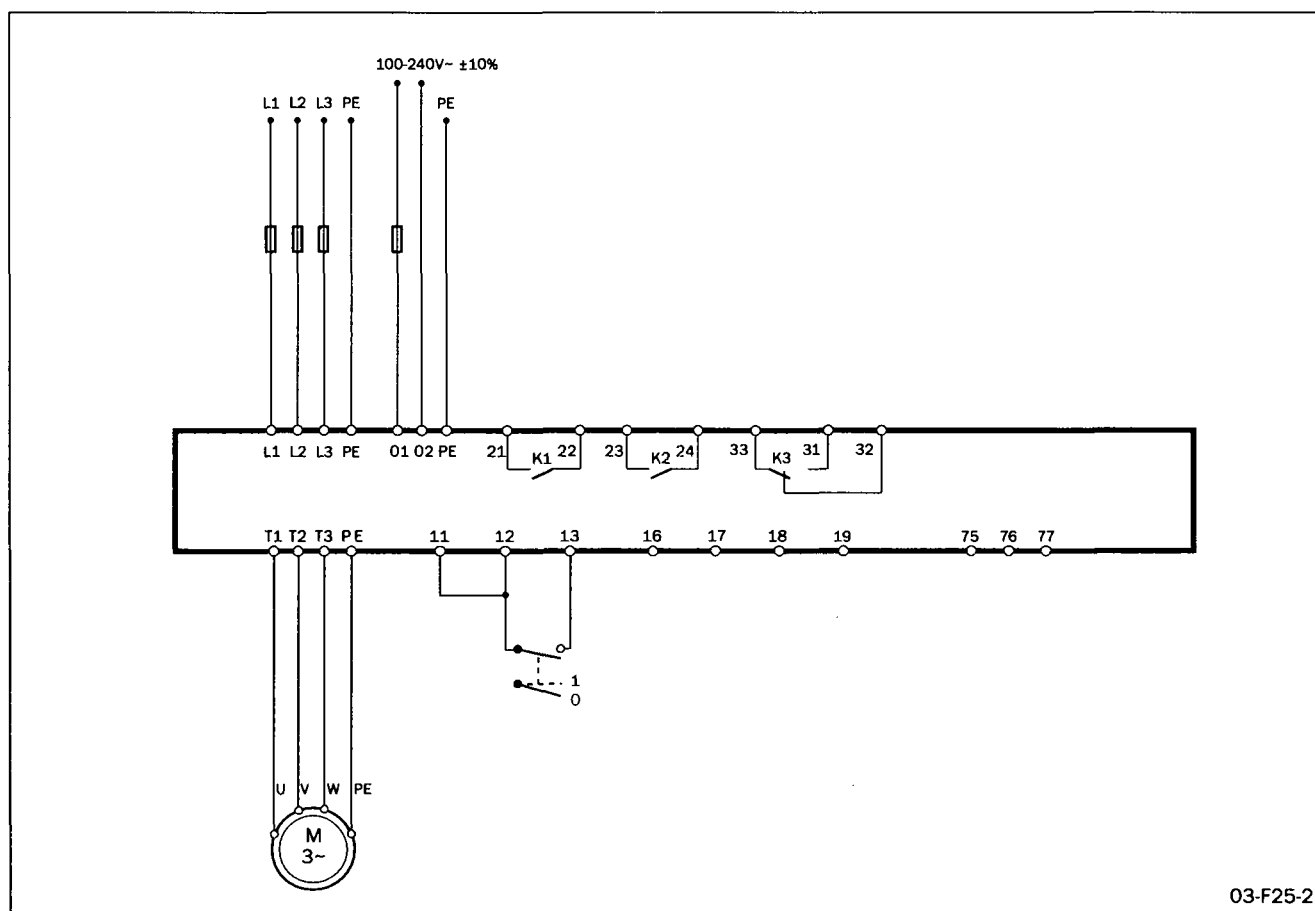 100-240V~ ±10%
L1 L2 L3 PE PE
L1 L2 L3 PE 01 02 PE 21 K1 22 23 K2 24 33 K3 31 32
T1 T2 T3 PE 11 12 13 16 17 18 19 75 76 77
1
0
U V W PE
M
3~
03-F25-2